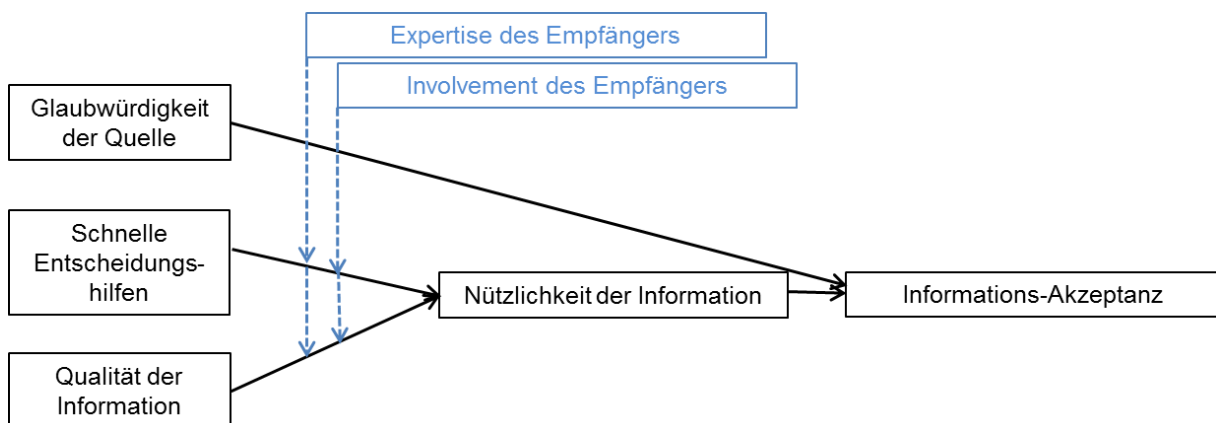 Expertise des Empfängers
Involvement des Empfängers
Glaubwürdigkeit
der Quelle
Schnelle
Entscheidungs-
hilfen
Nützlichkeit der Information
Informations-Akzeptanz
Qualität der
Information